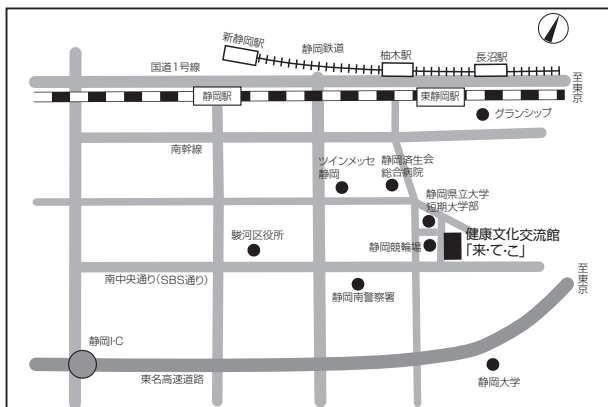 新静岡駅
静岡鉄道
柚木駅
長沼駅
国道1号線
至東京
静岡駅
東静岡駅
グランシップ
南幹線
ツインメッセ
静岡
静岡済生会
総合病院
静岡県立大学
短期大学部
健康文化交流館
「来・て・こ」
駿河区役所
静岡競輪場
南中央通り（SBS通り）
至東京
静岡南警察署
静岡I・C
東名高速道路
静岡大学